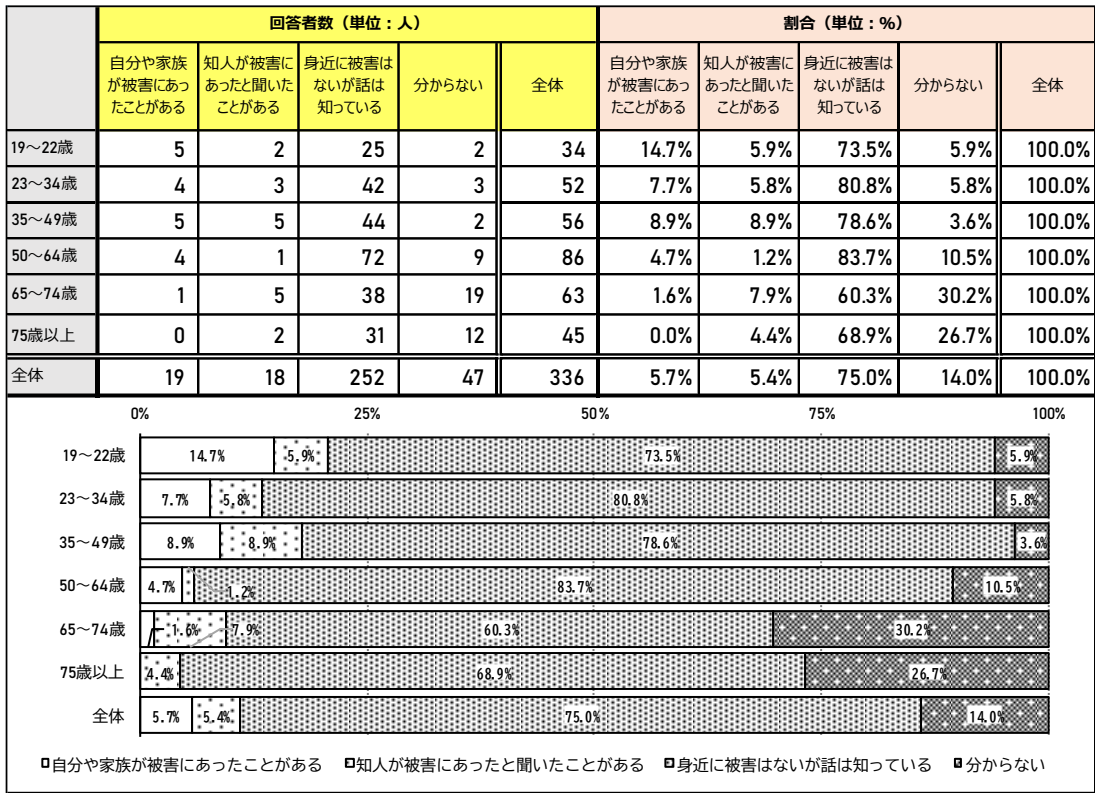 回答者数（単位：人） 割合（単位：％）
自分や家族が被害にあったことがある 知人が被害にあったと聞いたことがある 身近に被害はないが話は知っている 分からない 全体 自分や家族が被害にあったことがある 知人が被害にあったと聞いたことがある 身近に被害はないが話は知っている 分からない 全体
19～22歳 5 2 25 2 34 14.7% 5.9% 73.5% 5.9% 100.0%
23～34歳 4 3 42 3 52 7.7% 5.8% 80.8% 5.8% 100.0%
35～49歳 5 5 44 2 56 8.9% 8.9% 78.6% 3.6% 100.0%
50～64歳 4 1 72 9 86 4.7% 1.2% 83.7% 10.5% 100.0%
65～74歳 1 5 38 19 63 1.6% 7.9% 60.3% 30.2% 100.0%
75歳以上 0 2 31 12 45 0.0% 4.4% 68.9% 26.7% 100.0%
全体 19 18 252 47 336 5.7% 5.4% 75.0% 14.0% 100.0%
0% 25% 50% 75% 100%
19～22歳 14.7% 5.9% 73.5% 5.9%
23～34歳 7.7% 5.8% 80.8% 5.8%
35～49歳 8.9% 8.9% 78.6% 3.6%
50～64歳 4.7% 1.2% 83.7% 10.5%
65～74歳 1.6% 7.9% 60.3% 30.2%
75歳以上 4.4% 68.9% 26.7%
全体 5.7% 5.4% 75.0% 14.0%
自分や家族が被害にあったことがある 知人が被害にあったと聞いたことがある 身近に被害はないが話は知っている 分からない